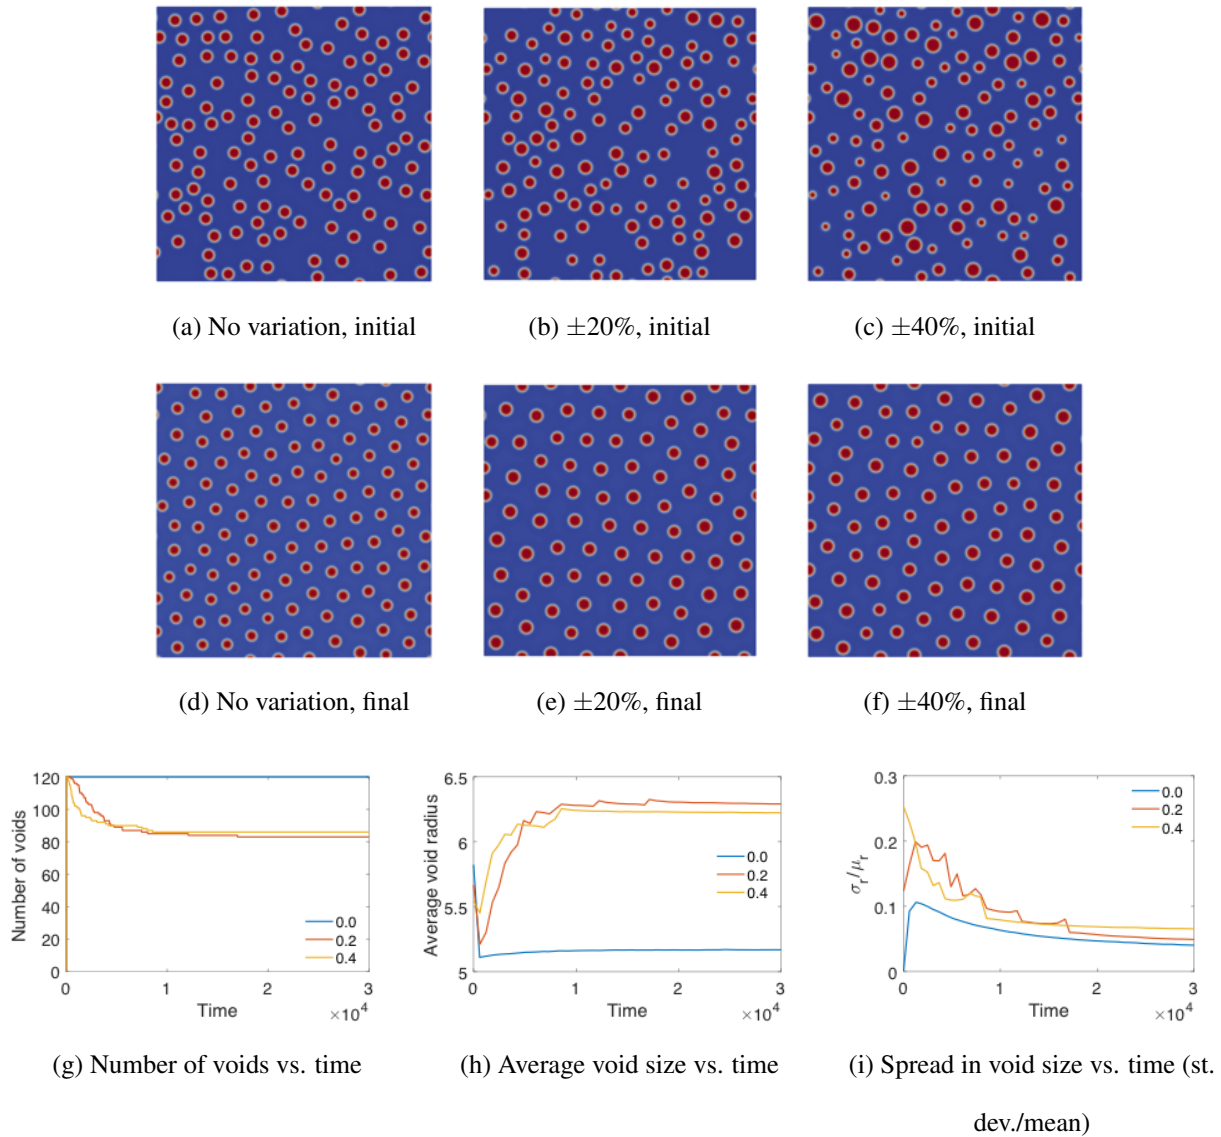 (a) No variation, initial
(b) ±20%, initial
(c) ±40%, initial
(d) No variation, final
(e) ±20%, final
(f) ±40%, final
Number of voids
120
100
80
60
40
20
0
0.0
0.2
0.4
0
1
2
3
Time
×10^4
(g) Number of voids vs. time
Average void radius
6.5
6
5.5
5
0.0
0.2
0.4
0
1
2
3
Time
×10^4
(h) Average void size vs. time
σ_r/μ_r
0.3
0.2
0.1
0
0.0
0.2
0.4
0
1
2
3
Time
×10^4
(i) Spread in void size vs. time (st.
dev./mean)